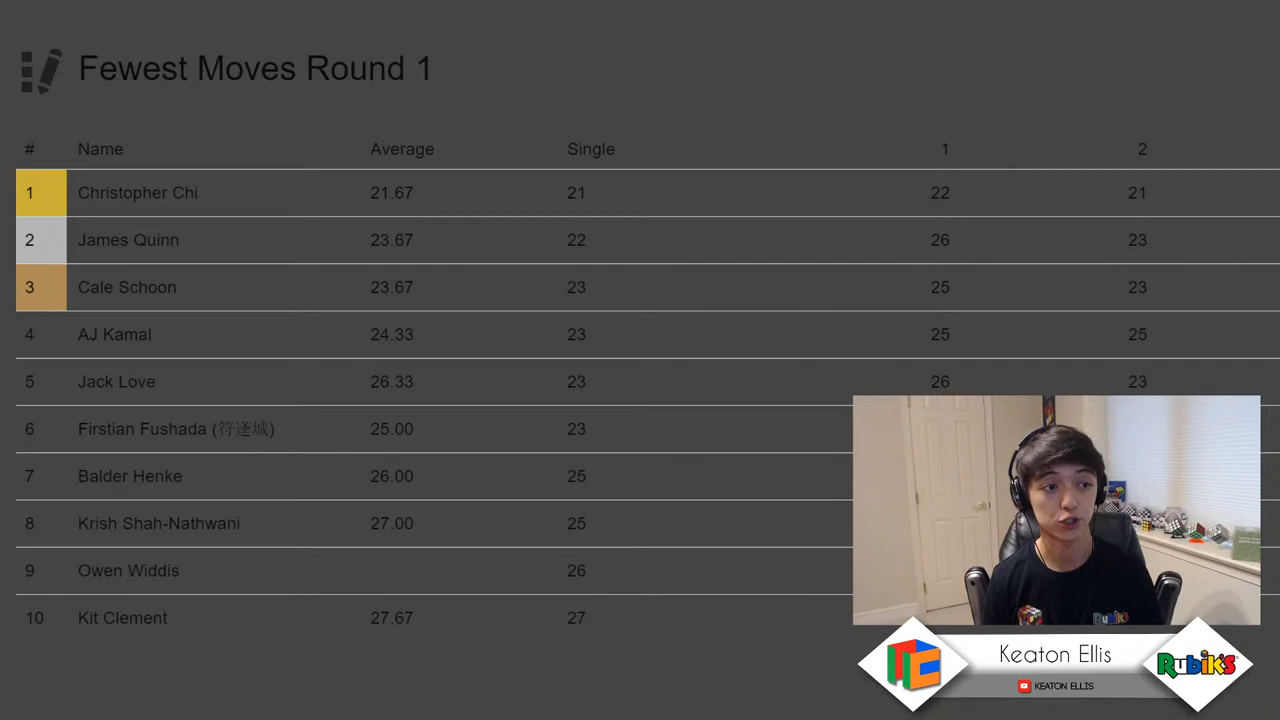 Fewest Moves Round 1
# Name Average Single 1 2
1 Christopher Chi 21.67 21 22 21
2 James Quinn 23.67 22 26 23
3 Cale Schoon 23.67 23 25 23
4 AJ Kamal 24.33 23 25 25
5 Jack Love 26.33 23 26 23
6 Firstian Fushada (符逢城) 25.00 23
7 Balder Henke 26.00 25
8 Krish Shah-Nathwani 27.00 25
9 Owen Widdis 26
10 Kit Clement 27.67 27
Rubik's
Keaton Ellis
KEATON ELLIS
TC
Rubik's